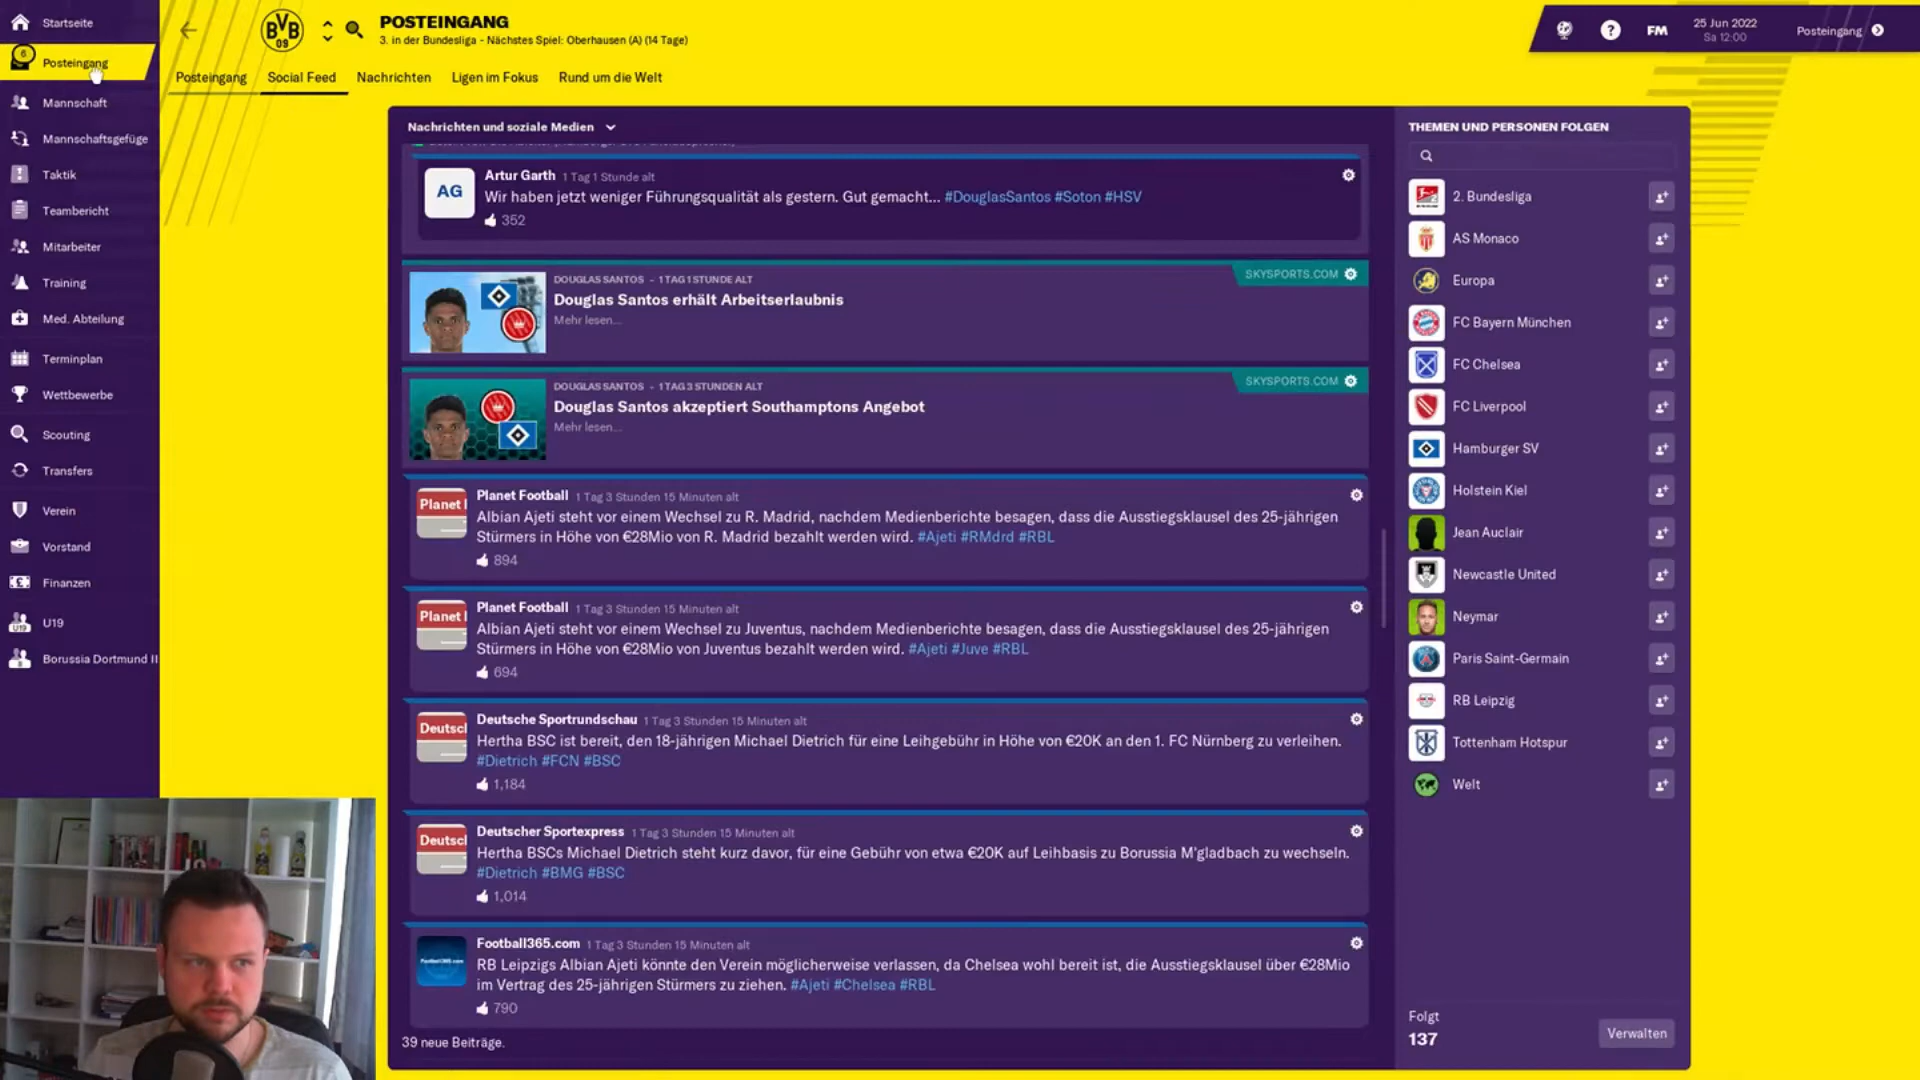 Startseite
6
Posteingang
Mannschaft
Mannschaftsgefüge
Taktik
Teambericht
Mitarbeiter
Training
Med. Abteilung
Terminplan
Wettbewerbe
Scouting
Transfers
Verein
Vorstand
Finanzen
U19
U19
Borussia Dortmund II
BVB
09
POSTEINGANG
3. in der Bundesliga - Nächstes Spiel: Oberhausen (A) (14 Tage)
?
FM
25 Jun 2022
Sa 12:00
Posteingang
Posteingang
Social Feed
Nachrichten
Ligen im Fokus
Rund um die Welt
Nachrichten und soziale Medien
AG
Artur Garth 1 Tag 1 Stunde alt
Wir haben jetzt weniger Führungsqualität als gestern. Gut gemacht... #DouglasSantos #Soton #HSV
352
DOUGLAS SANTOS - 1 TAG 1 STUNDE ALT
SKYSPORTS.COM
Douglas Santos erhält Arbeitserlaubnis
Mehr lesen...
DOUGLAS SANTOS - 1 TAG 3 STUNDEN ALT
SKYSPORTS.COM
Douglas Santos akzeptiert Southamptons Angebot
Mehr lesen...
Planet F
Planet Football 1 Tag 3 Stunden 15 Minuten alt
Albian Ajeti steht vor einem Wechsel zu R. Madrid, nachdem Medienberichte besagen, dass die Ausstiegsklausel des 25-jährigen
Stürmers in Höhe von €28Mio von R. Madrid bezahlt werden wird. #Ajeti #RMdrd #RBL
894
Planet F
Planet Football 1 Tag 3 Stunden 15 Minuten alt
Albian Ajeti steht vor einem Wechsel zu Juventus, nachdem Medienberichte besagen, dass die Ausstiegsklausel des 25-jährigen
Stürmers in Höhe von €28Mio von Juventus bezahlt werden wird. #Ajeti #Juve #RBL
694
Deutsc
Deutsche Sportrundschau 1 Tag 3 Stunden 15 Minuten alt
Hertha BSC ist bereit, den 18-jährigen Michael Dietrich für eine Leihgebühr in Höhe von €20K an den 1. FC Nürnberg zu verleihen.
#Dietrich #FCN #BSC
1,184
Deutsc
Deutscher Sportexpress 1 Tag 3 Stunden 15 Minuten alt
Hertha BSCs Michael Dietrich steht kurz davor, für eine Gebühr von etwa €20K auf Leihbasis zu Borussia M'gladbach zu wechseln.
#Dietrich #BMG #BSC
1,014
Football365.com
Football365.com 1 Tag 3 Stunden 15 Minuten alt
RB Leipzigs Albian Ajeti könnte den Verein möglicherweise verlassen, da Chelsea wohl bereit ist, die Ausstiegsklausel über €28Mio
im Vertrag des 25-jährigen Stürmers zu ziehen. #Ajeti #Chelsea #RBL
790
39 neue Beiträge.
THEMEN UND PERSONEN FOLGEN
2. Bundesliga
AS Monaco
Europa
FC Bayern München
FC Chelsea
FC Liverpool
Hamburger SV
Holstein Kiel
Jean Auclair
Newcastle United
Neymar
Paris Saint-Germain
RB Leipzig
Tottenham Hotspur
Welt
Folgt
137
Verwalten